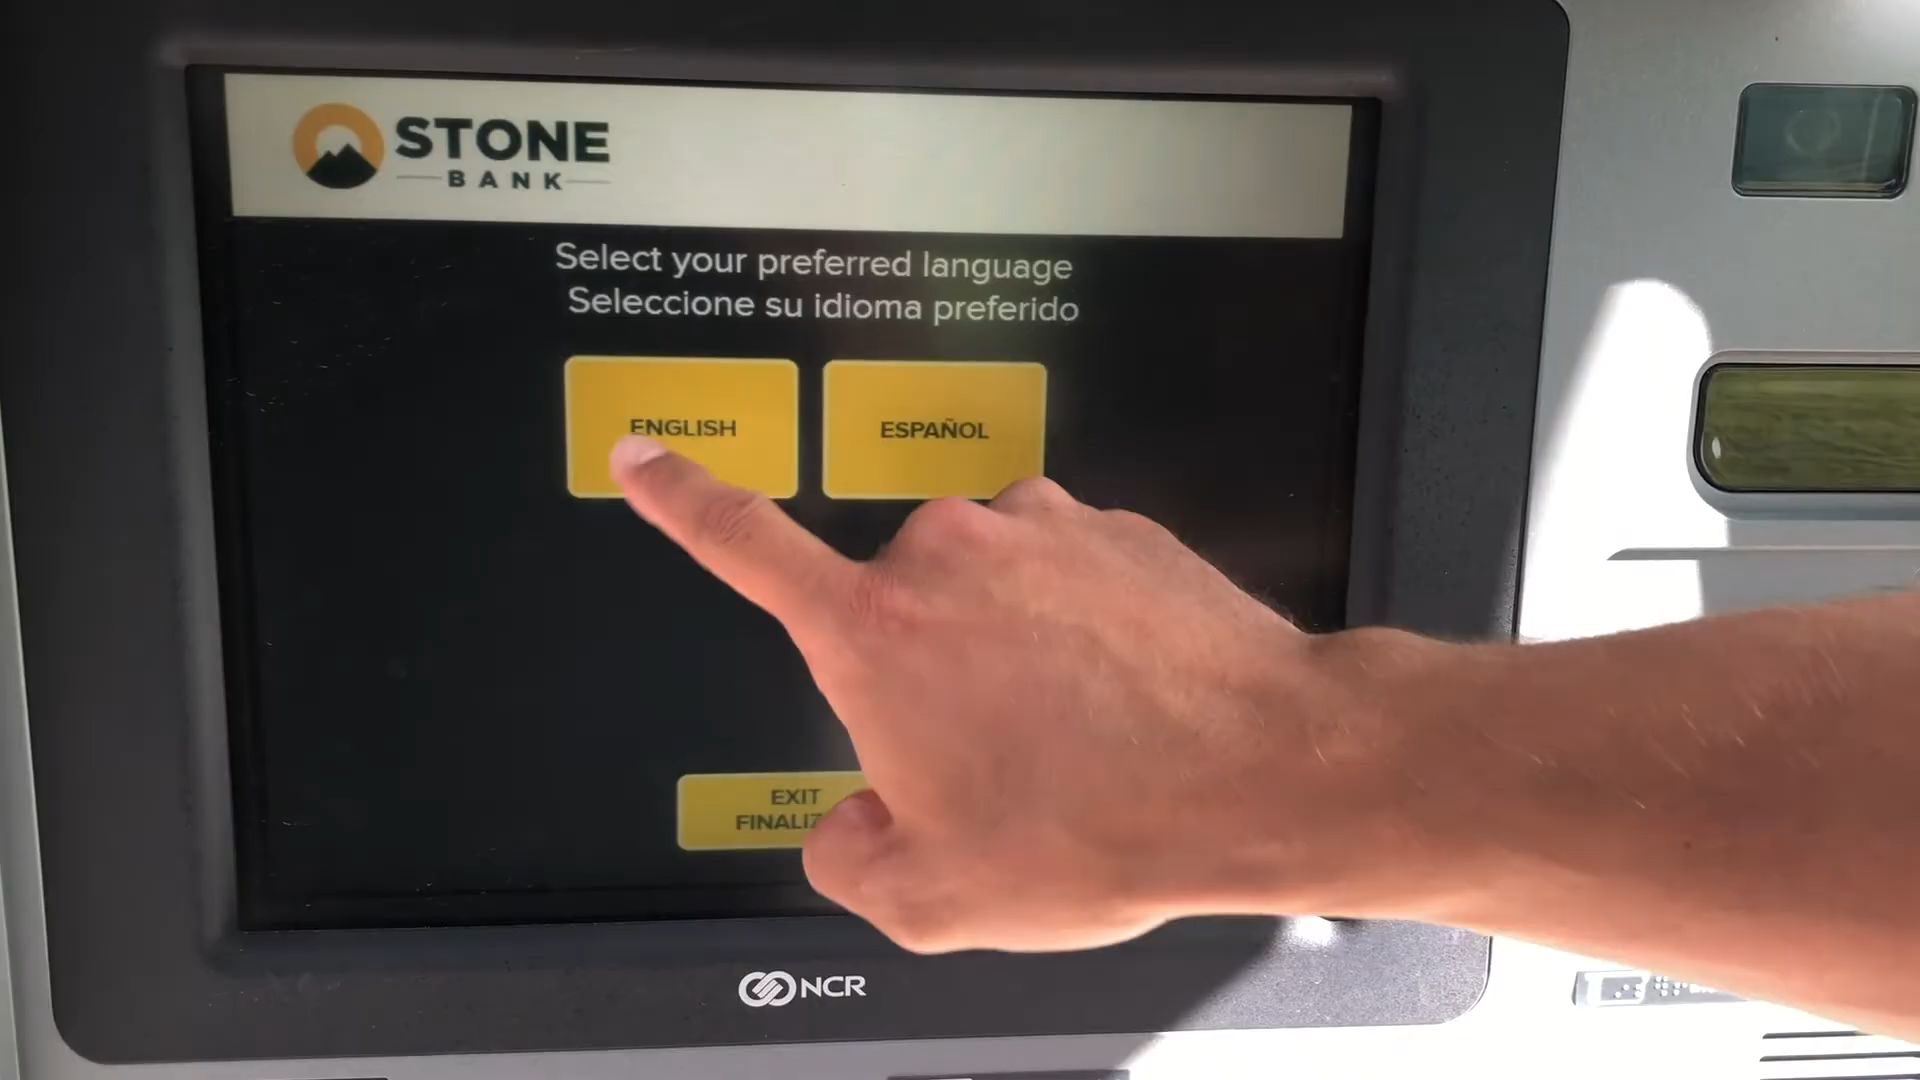 STONE
BANK
Select your preferred language
Seleccione su idioma preferido
ENGLISH
ESPAÑOL
EXIT
NCR